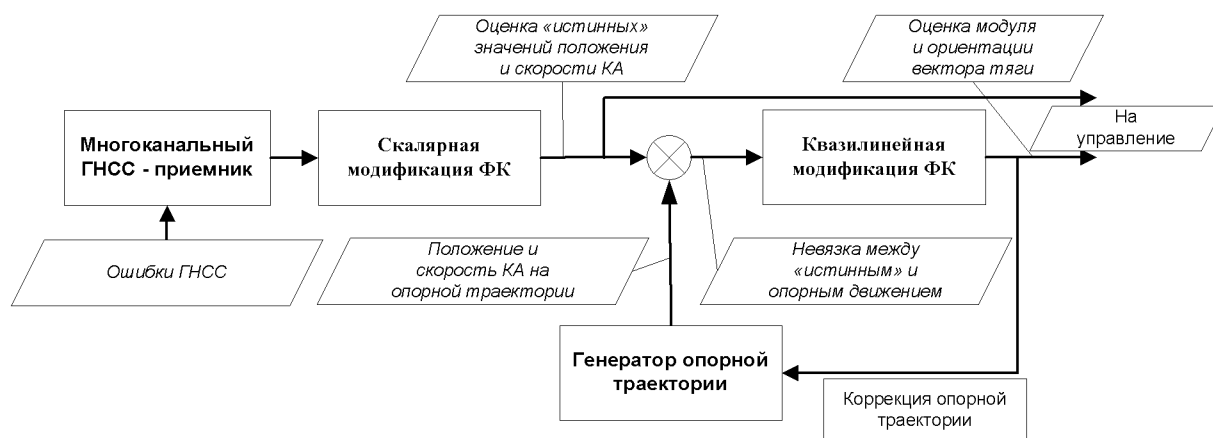 Оценка «истинных»
значений положения
и скорости КА
Оценка модуля
и ориентации
вектора тяги
На
управление
Многоканальный
ГНСС - приемник
Скалярная
модификация ФК
Квазилинейная
модификация ФК
Ошибки ГНСС
Положение и
скорость КА на
опорной траектории
Невязка между
«истинным» и
опорным движением
Генератор опорной
траектории
Коррекция опорной
траектории